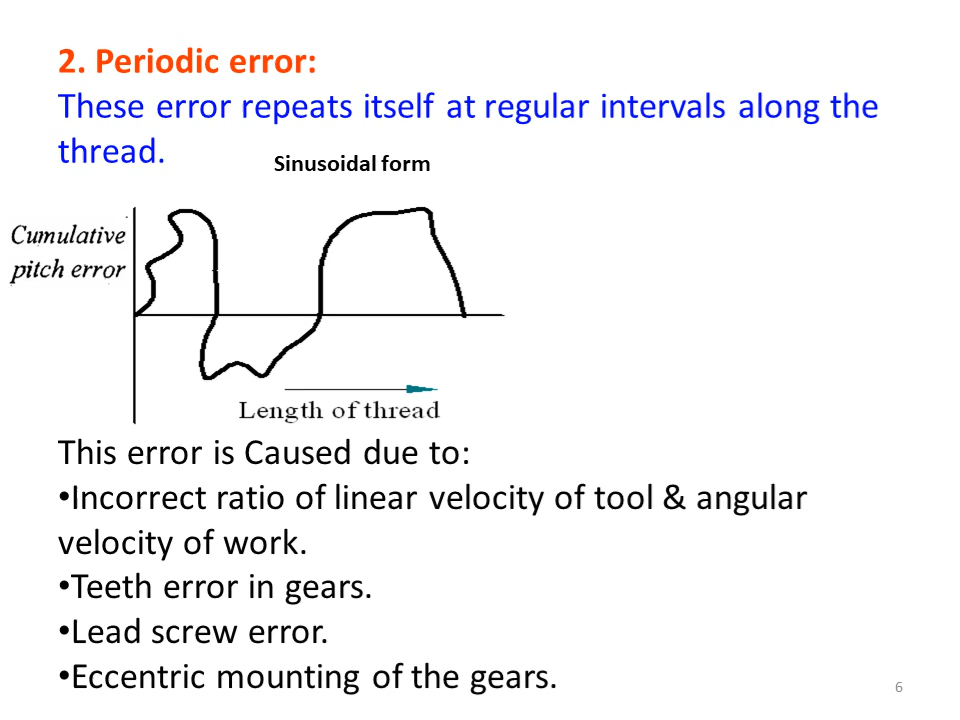 2. Periodic error:
These error repeats itself at regular intervals along the
thread.
Sinusoidal form
Cumulative
pitch error
Length of thread
This error is Caused due to:
•Incorrect ratio of linear velocity of tool & angular
velocity of work.
•Teeth error in gears.
•Lead screw error.
•Eccentric mounting of the gears.
6